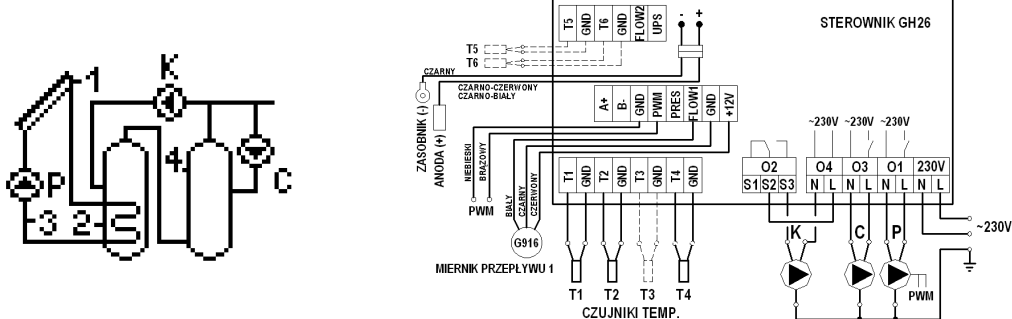 K
1
4
P
C
3
2
STEROWNIK GH26
T5 GND T6 GND FLOW2 UPS
- +
T5
T6
CZARNY
CZARNO-CZERWONY
CZARNO-BIAŁY
ZASOBNIK (-)
ANODA (+)
A+ B- GND PWM PRES FLOW1 GND +12V
NIEBIESKI
BRĄZOWY
PWM
BIAŁY
CZARNY
CZERWONY
G916
MIERNIK PRZEPŁYWU 1
T1 GND T2 GND T3 GND T4 GND
T1 T2 T3 T4
CZUJNIKI TEMP.
~230V ~230V ~230V
O2 O4 O3 O1 230V
S1 S2 S3 N L N L N L N L
K C P
~230V
PWM